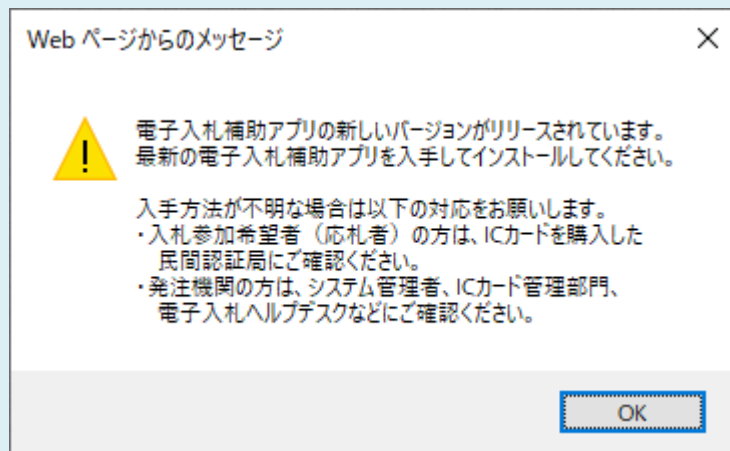 Web ページからのメッセージ
電子入札補助アプリの新しいバージョンがリリースされています。
最新の電子入札補助アプリを入手してインストールしてください。
入手方法が不明な場合は以下の対応をお願いします。
・入札参加希望者（応札者）の方は、ICカードを購入した
民間認証局にご確認ください。
・発注機関の方は、システム管理者、ICカード管理部門、
電子入札ヘルプデスクなどにご確認ください。
OK